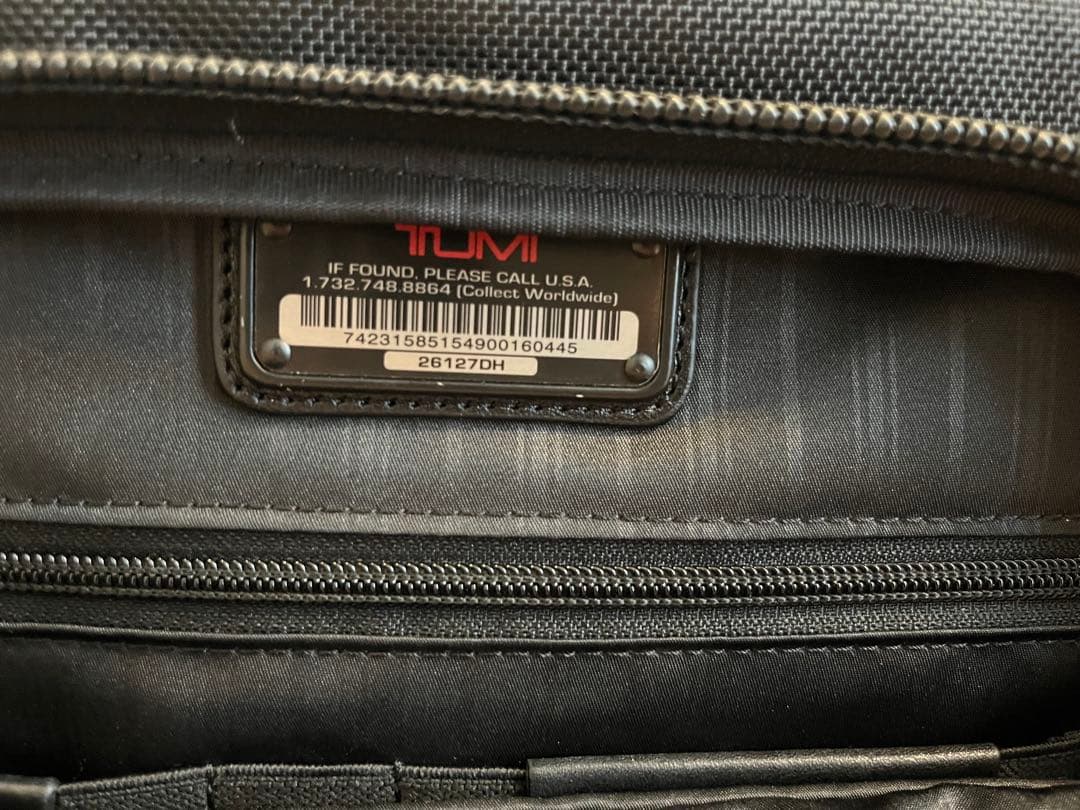 TUMI
IF FOUND, PLEASE CALL U.S.A.
1.732.748.8864 (Collect Worldwide)
74231585154900160445
26127DH